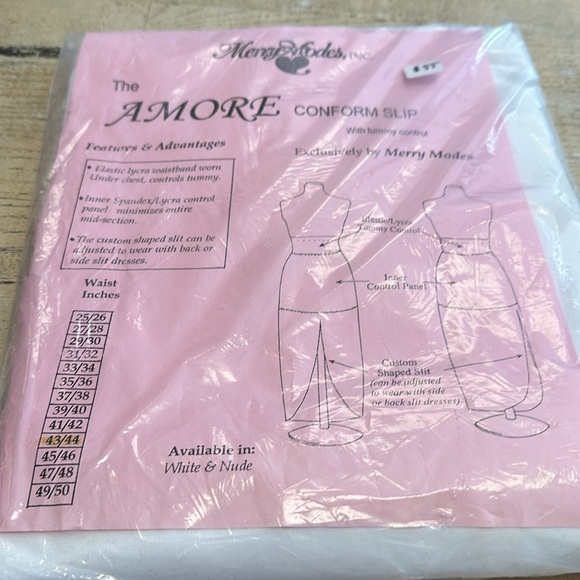 Merry Modes, INC.
$55
The
AMORE CONFORM SLIP
With tummy control
Features & Advantages
Exclusively by Merry Modes
• Elastic lycra waistband worn
Under chest, controls tummy.
• Inner Spandex/Lycra control
panel minimizes entire
mid-section.
• The custom shaped slit can be
adjusted to wear with back or
side slit dresses.
Elastic/Lycra
Tummy Control
Inner
Control Panel
Custom
Shaped Slit
(can be adjusted
to wear with side
or back slit dresses)
Waist
Inches
25/26
27/28
29/30
31/32
33/34
35/36
37/38
39/40
41/42
43/44
45/46
47/48
49/50
Available in:
White & Nude